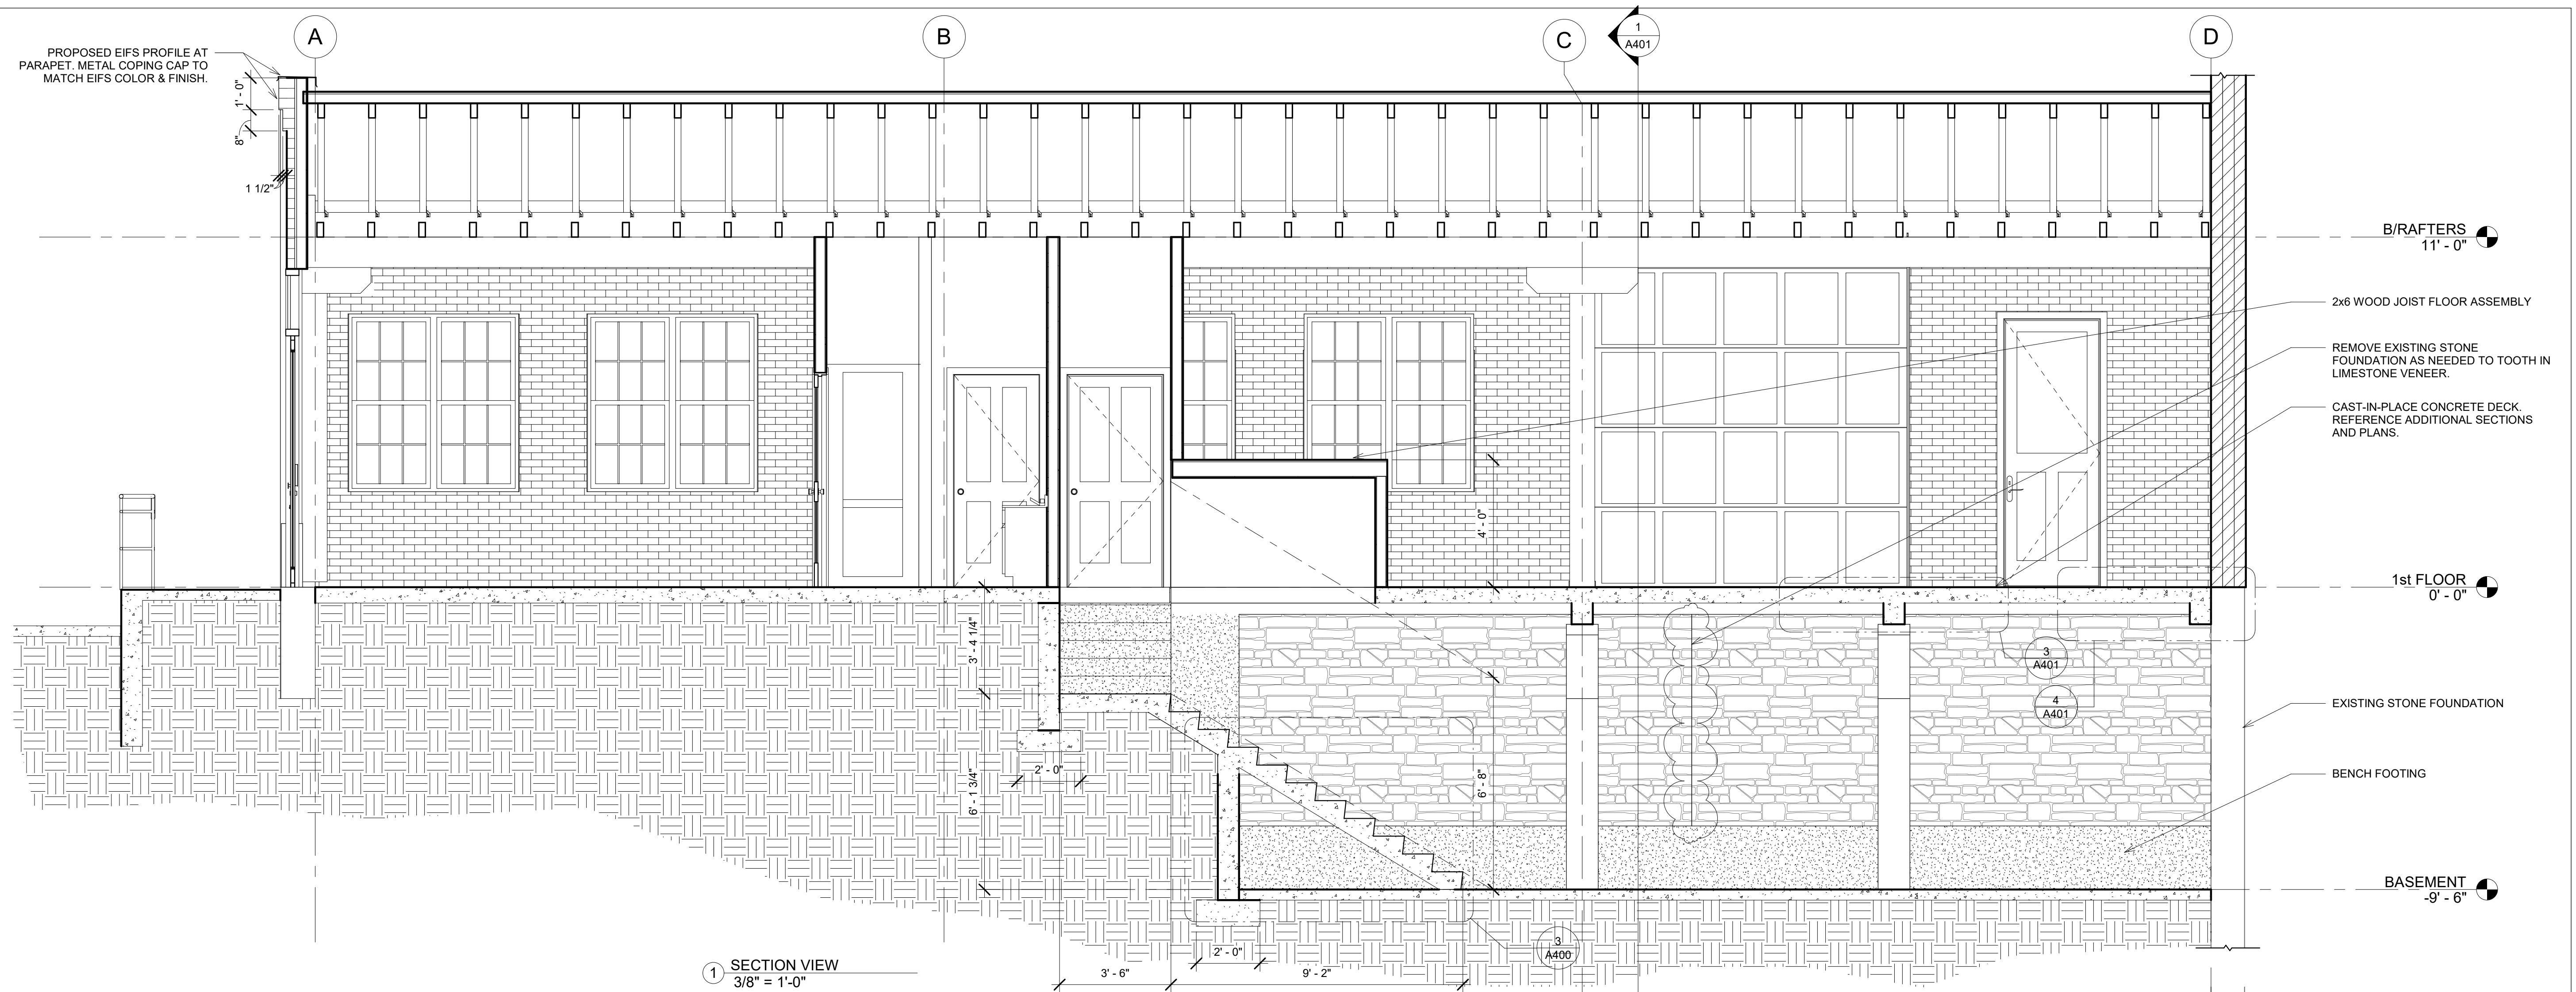 A
B
C
1
A401
D
PROPOSED EIFS PROFILE AT
PARAPET. METAL COPING CAP TO
MATCH EIFS COLOR & FINISH.
1' - 0"
8"
1 1/2"
B/RAFTERS
11' - 0"
2x6 WOOD JOIST FLOOR ASSEMBLY
REMOVE EXISTING STONE
FOUNDATION AS NEEDED TO TOOTH IN
LIMESTONE VENEER.
CAST-IN-PLACE CONCRETE DECK.
REFERENCE ADDITIONAL SECTIONS
AND PLANS.
4' - 0"
1st FLOOR
0' - 0"
3' - 4 1/4"
3
A401
4
A401
EXISTING STONE FOUNDATION
2' - 0"
6' - 1 3/4"
6' - 8"
BENCH FOOTING
BASEMENT
-9' - 6"
2' - 0"
3
A400
3' - 6"
9' - 2"
1
SECTION VIEW
3/8" = 1'-0"